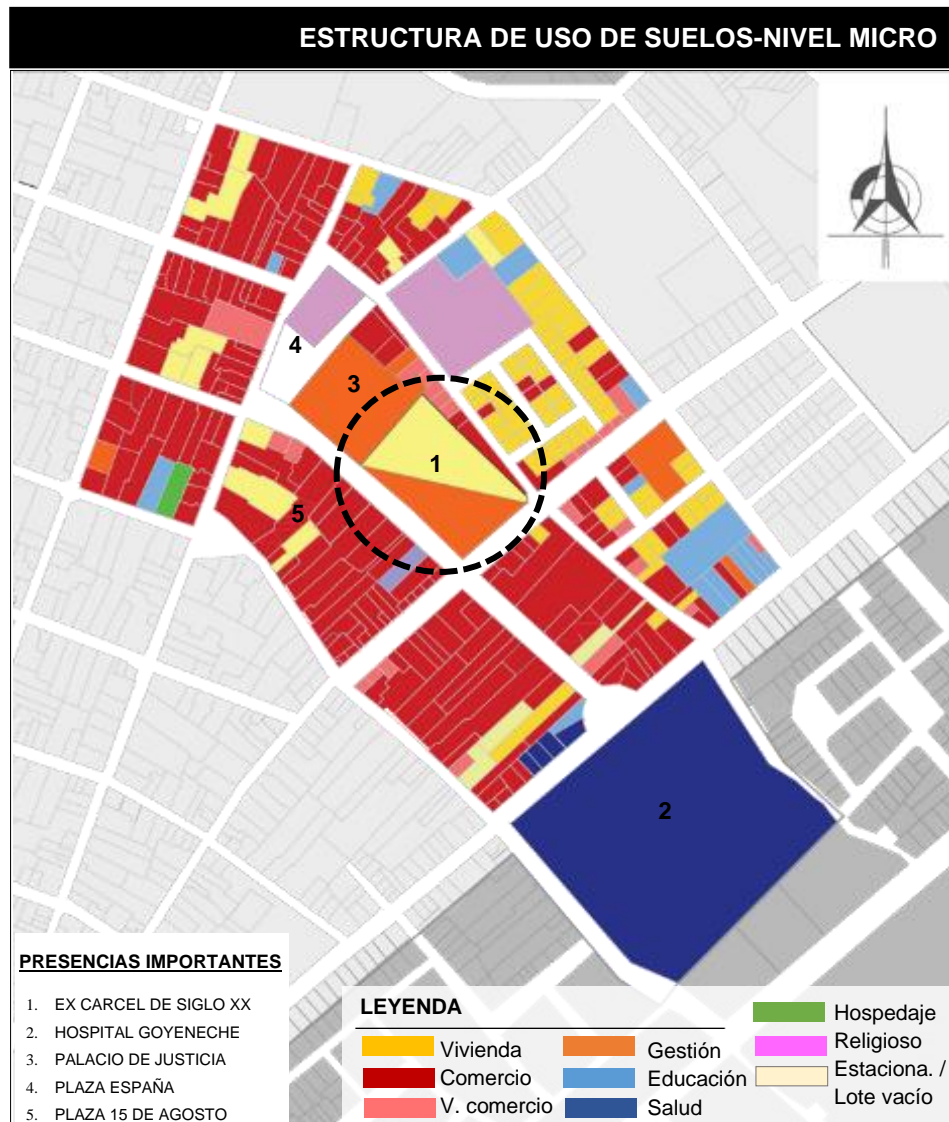 ESTRUCTURA DE USO DE SUELOS-NIVEL MICRO
4
3
1
5
2
PRESENCIAS IMPORTANTES
1. EX CARCEL DE SIGLO XX
2. HOSPITAL GOYENECHE
3. PALACIO DE JUSTICIA
4. PLAZA ESPAÑA
5. PLAZA 15 DE AGOSTO
LEYENDA
Vivienda
Comercio
V. comercio
Gestión
Educación
Salud
Hospedaje
Religioso
Estaciona. /
Lote vacío